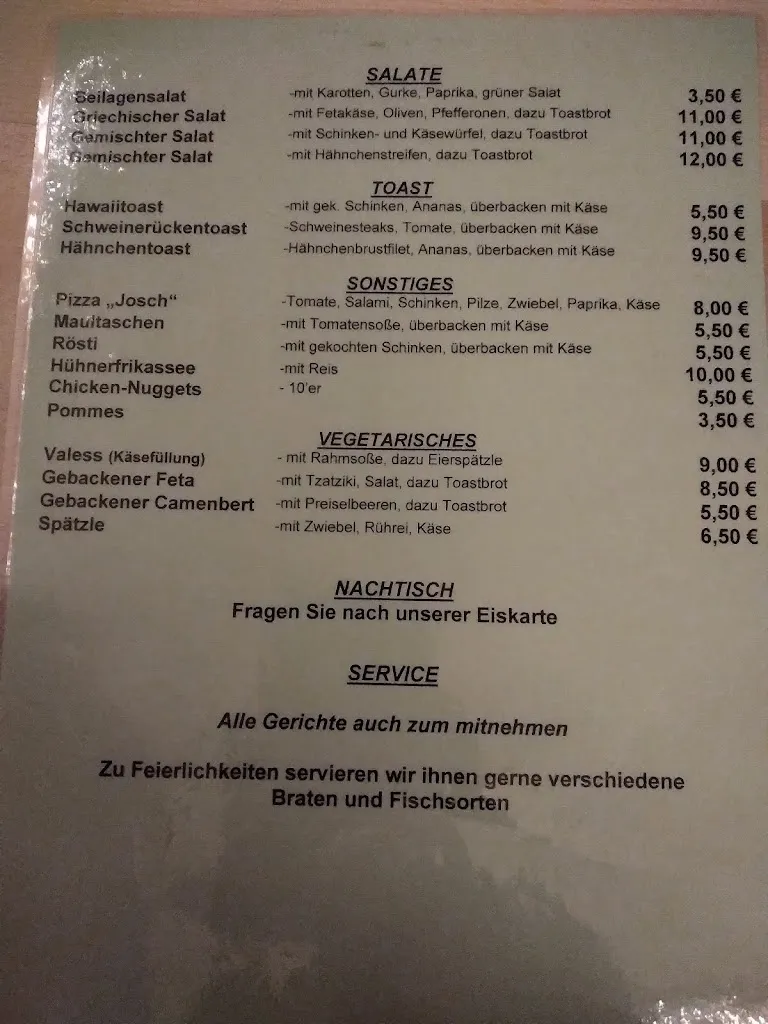 SALATE
Beilagensalat -mit Karotten, Gurke, Paprika, grüner Salat 3,50 €
Griechischer Salat -mit Fetakäse, Oliven, Pfefferonen, dazu Toastbrot 11,00 €
Gemischter Salat -mit Schinken- und Käsewürfel, dazu Toastbrot 11,00 €
Gemischter Salat -mit Hähnchenstreifen, dazu Toastbrot 12,00 €
TOAST
Hawaiitoast -mit gek. Schinken, Ananas, überbacken mit Käse 5,50 €
Schweinerückentoast -Schweinesteaks, Tomate, überbacken mit Käse 9,50 €
Hähnchentoast -Hähnchenbrustfilet, Ananas, überbacken mit Käse 9,50 €
SONSTIGES
Pizza „Josch“ -Tomate, Salami, Schinken, Pilze, Zwiebel, Paprika, Käse 8,00 €
Maultaschen -mit Tomatensoße, überbacken mit Käse 5,50 €
Rösti -mit gekochten Schinken, überbacken mit Käse 5,50 €
Hühnerfrikassee -mit Reis 10,00 €
Chicken-Nuggets - 10'er 5,50 €
Pommes 3,50 €
VEGETARISCHES
Valess (Käsefüllung) - mit Rahmsoße, dazu Eierspätzle 9,00 €
Gebackener Feta -mit Tzatziki, Salat, dazu Toastbrot 8,50 €
Gebackener Camenbert -mit Preiselbeeren, dazu Toastbrot 5,50 €
Spätzle -mit Zwiebel, Rührei, Käse 6,50 €
NACHTISCH
Fragen Sie nach unserer Eiskarte
SERVICE
Alle Gerichte auch zum mitnehmen
Zu Feierlichkeiten servieren wir ihnen gerne verschiedene
Braten und Fischsorten